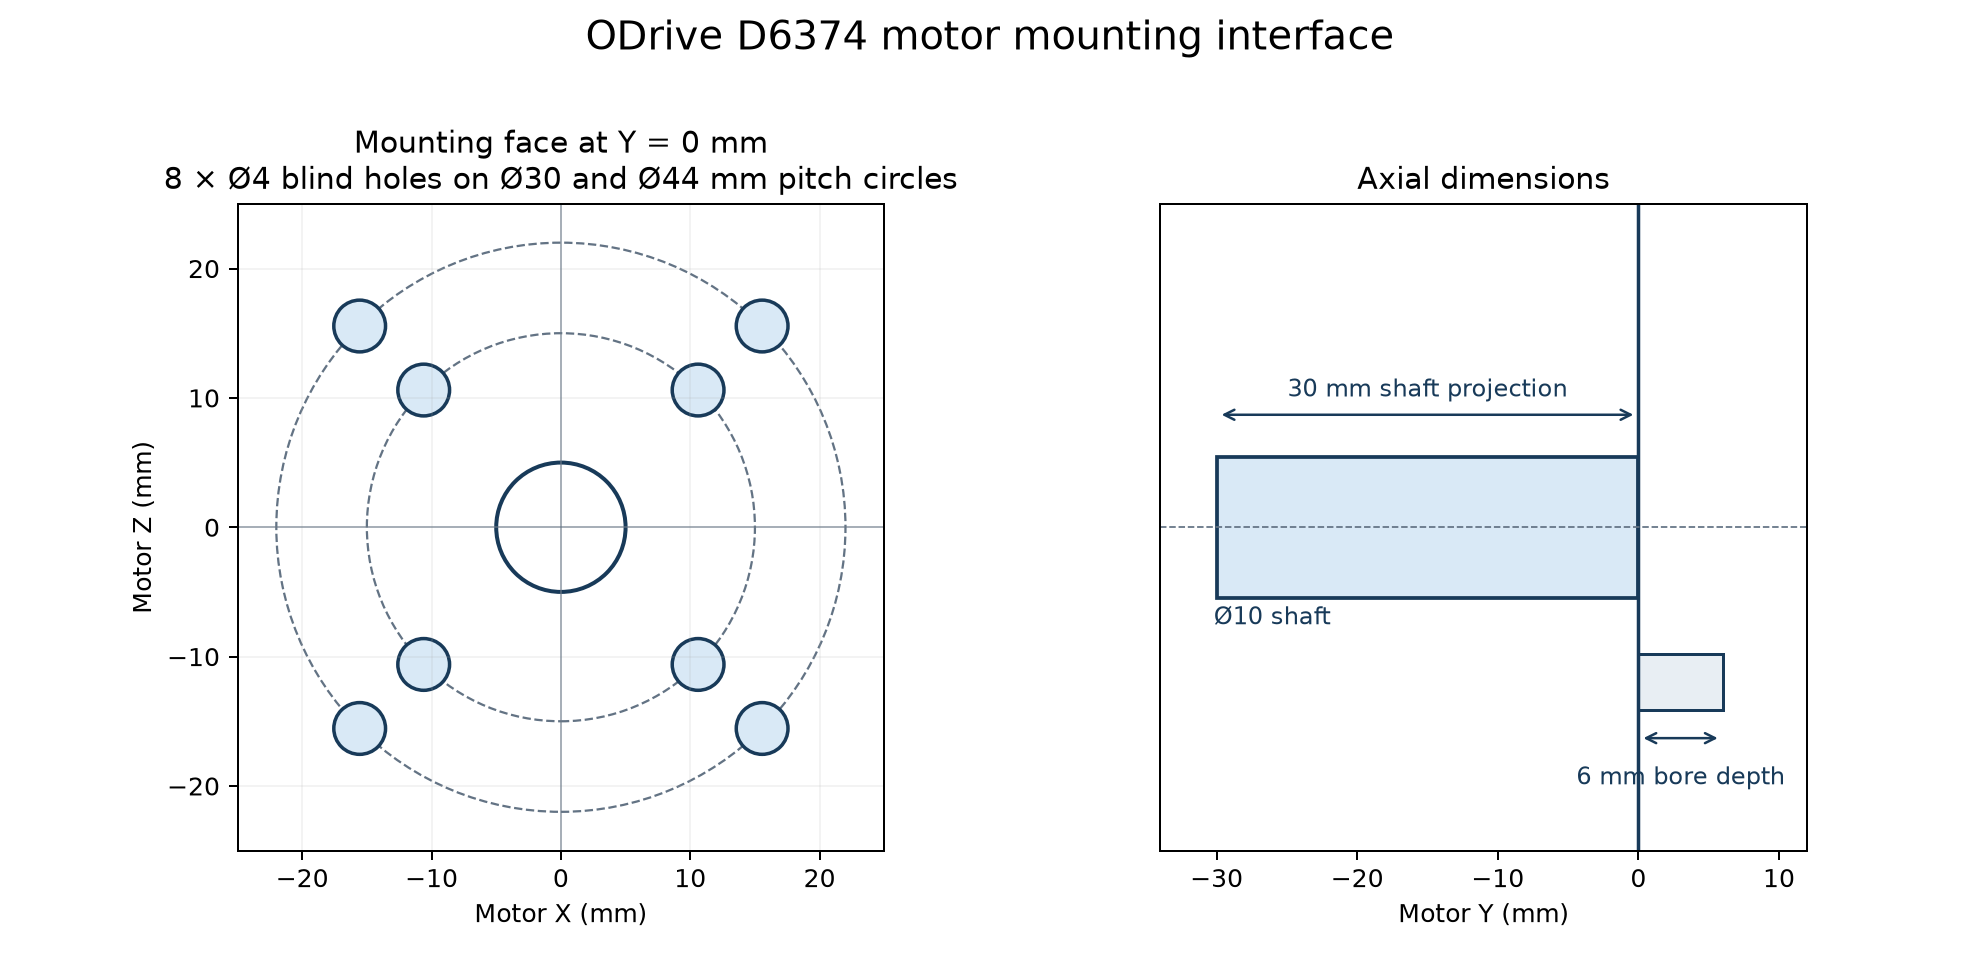 ODrive D6374 motor mounting interface
Mounting face at Y = 0 mm
8 × Ø4 blind holes on Ø30 and Ø44 mm pitch circles
20
10
0
−10
−20
Motor Z (mm)
−20
−10
0
10
20
Motor X (mm)
Axial dimensions
30 mm shaft projection
Ø10 shaft
6 mm bore depth
−30
−20
−10
0
10
Motor Y (mm)